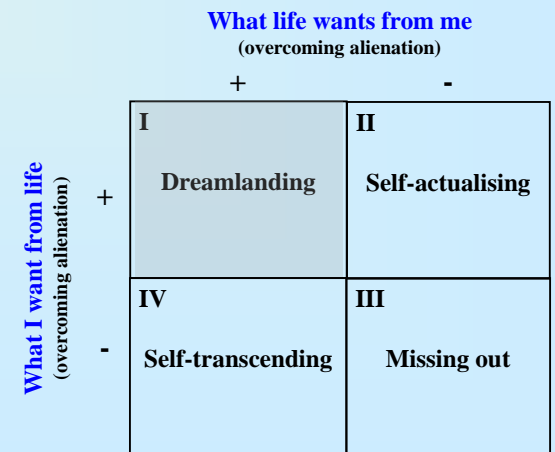 What life wants from me
(overcoming alienation)
+ -
What I want from life
(overcoming alienation)
+
I
Dreamlanding
II
Self-actualising
-
IV
Self-transcending
III
Missing out